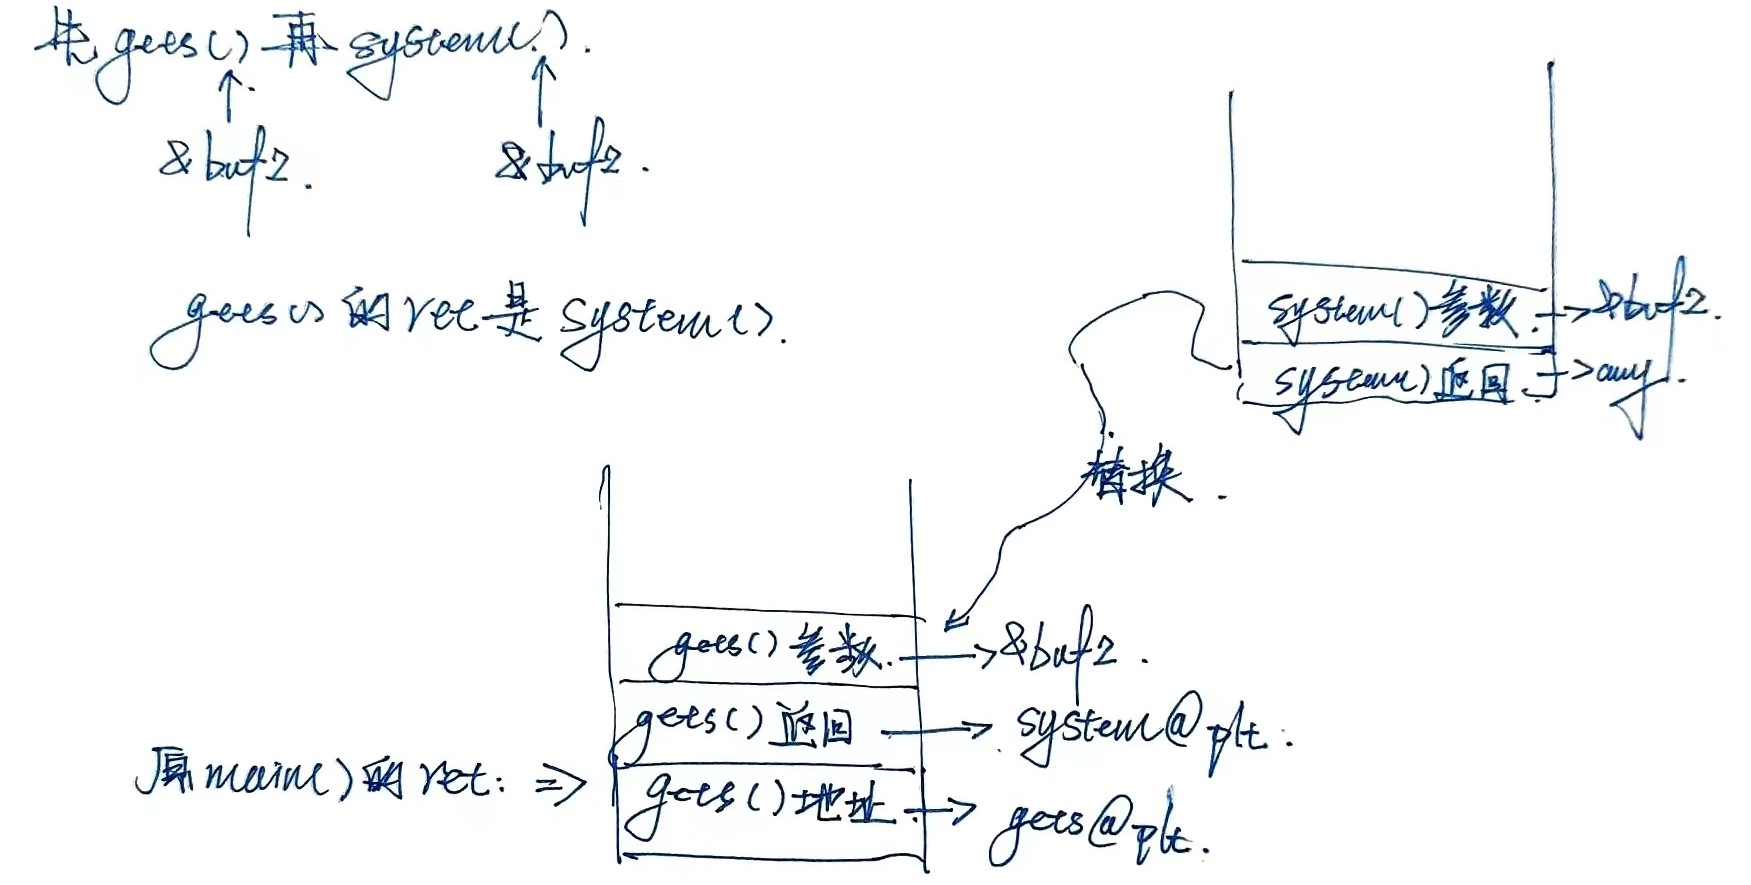 先 gets() 再 system().
&buf2. &buf2.
gets() 的 ret 是 system().
system()参数. → &buf2.
system()返回. → any.
替换.
gets()参数. → &buf2.
gets()返回 → system@plt.
原 main()的 ret: ⇒ gets()地址. → gets@plt.